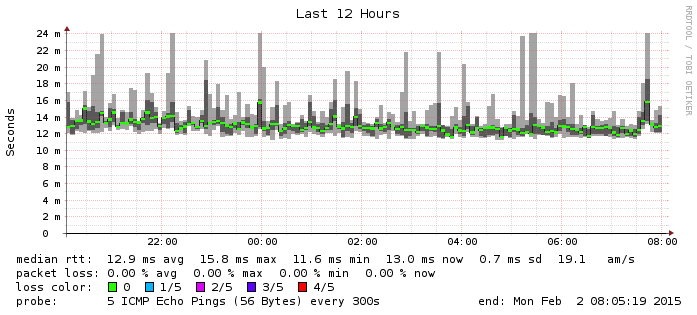 Last 12 Hours
RRDTOOL / TOBI OETIKER
Seconds
24 m
22 m
20 m
18 m
16 m
14 m
12 m
10 m
8 m
6 m
4 m
2 m
0
22:00 00:00 02:00 04:00 06:00 08:00
median rtt: 12.9 ms avg 15.8 ms max 11.6 ms min 13.0 ms now 0.7 ms sd 19.1 am/s
packet loss: 0.00 % avg 0.00 % max 0.00 % min 0.00 % now
loss color: 0 1/5 2/5 3/5 4/5
probe: 5 ICMP Echo Pings (56 Bytes) every 300s end: Mon Feb 2 08:05:19 2015